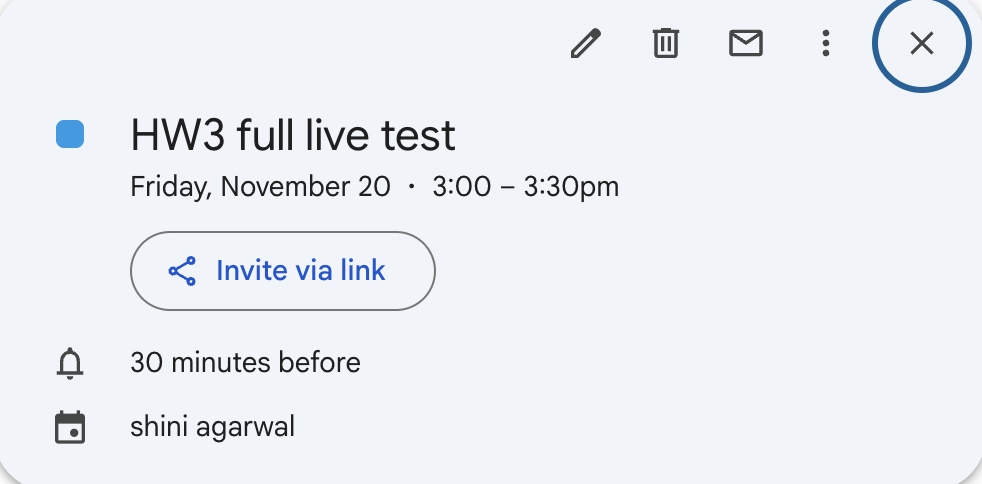 HW3 full live test
Friday, November 20 · 3:00 – 3:30pm
Invite via link
30 minutes before
shini agarwal